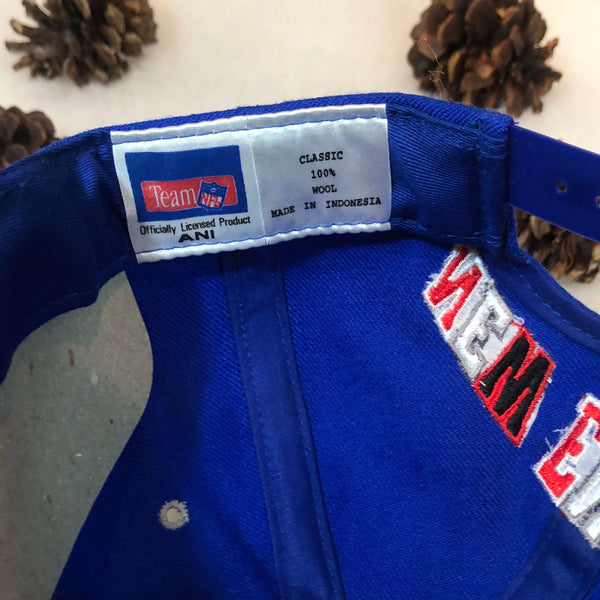 Team NFL
Officially Licensed Product
ANI
CLASSIC
100%
WOOL
MADE IN INDONESIA